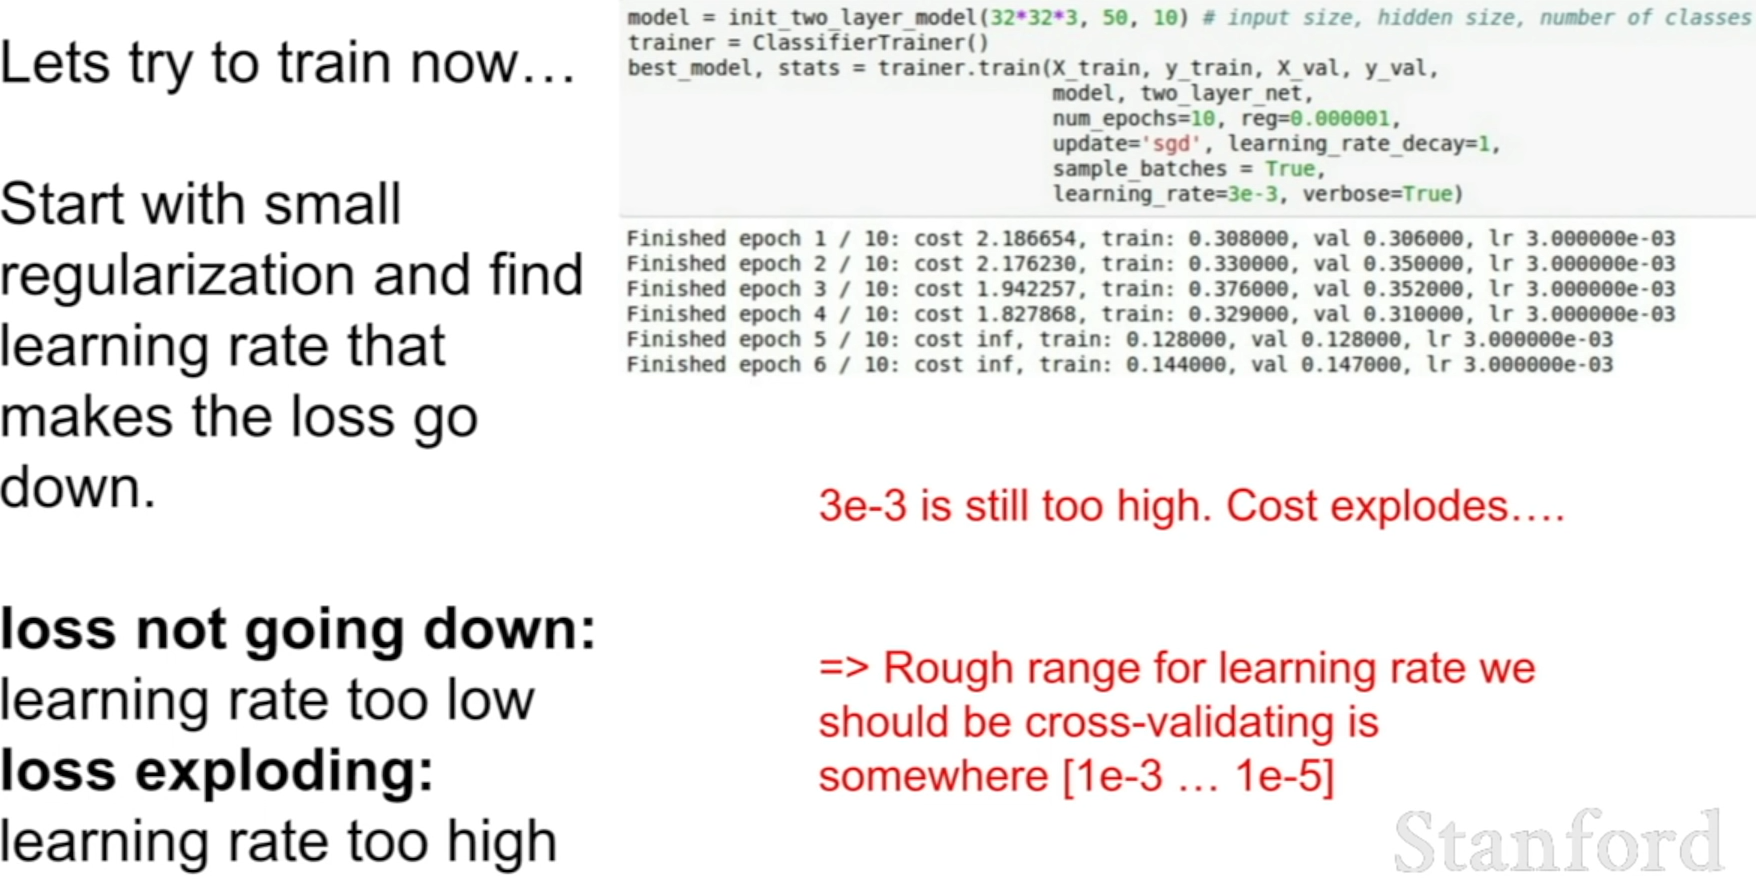 Lets try to train now...
Start with small
regularization and find
learning rate that
makes the loss go
down.
loss not going down:
learning rate too low
loss exploding:
learning rate too high
model = init_two_layer_model(32*32*3, 50, 10) # input size, hidden size, number of classes
trainer = ClassifierTrainer()
best_model, stats = trainer.train(X_train, y_train, X_val, y_val,
model, two_layer_net,
num_epochs=10, reg=0.000001,
update='sgd', learning_rate_decay=1,
sample_batches = True,
learning_rate=3e-3, verbose=True)
Finished epoch 1 / 10: cost 2.186654, train: 0.308000, val 0.306000, lr 3.000000e-03
Finished epoch 2 / 10: cost 2.176230, train: 0.330000, val 0.350000, lr 3.000000e-03
Finished epoch 3 / 10: cost 1.942257, train: 0.376000, val 0.352000, lr 3.000000e-03
Finished epoch 4 / 10: cost 1.827868, train: 0.329000, val 0.310000, lr 3.000000e-03
Finished epoch 5 / 10: cost inf, train: 0.128000, val 0.128000, lr 3.000000e-03
Finished epoch 6 / 10: cost inf, train: 0.144000, val 0.147000, lr 3.000000e-03
3e-3 is still too high. Cost explodes....
=> Rough range for learning rate we
should be cross-validating is
somewhere [1e-3 ... 1e-5]
Stanford